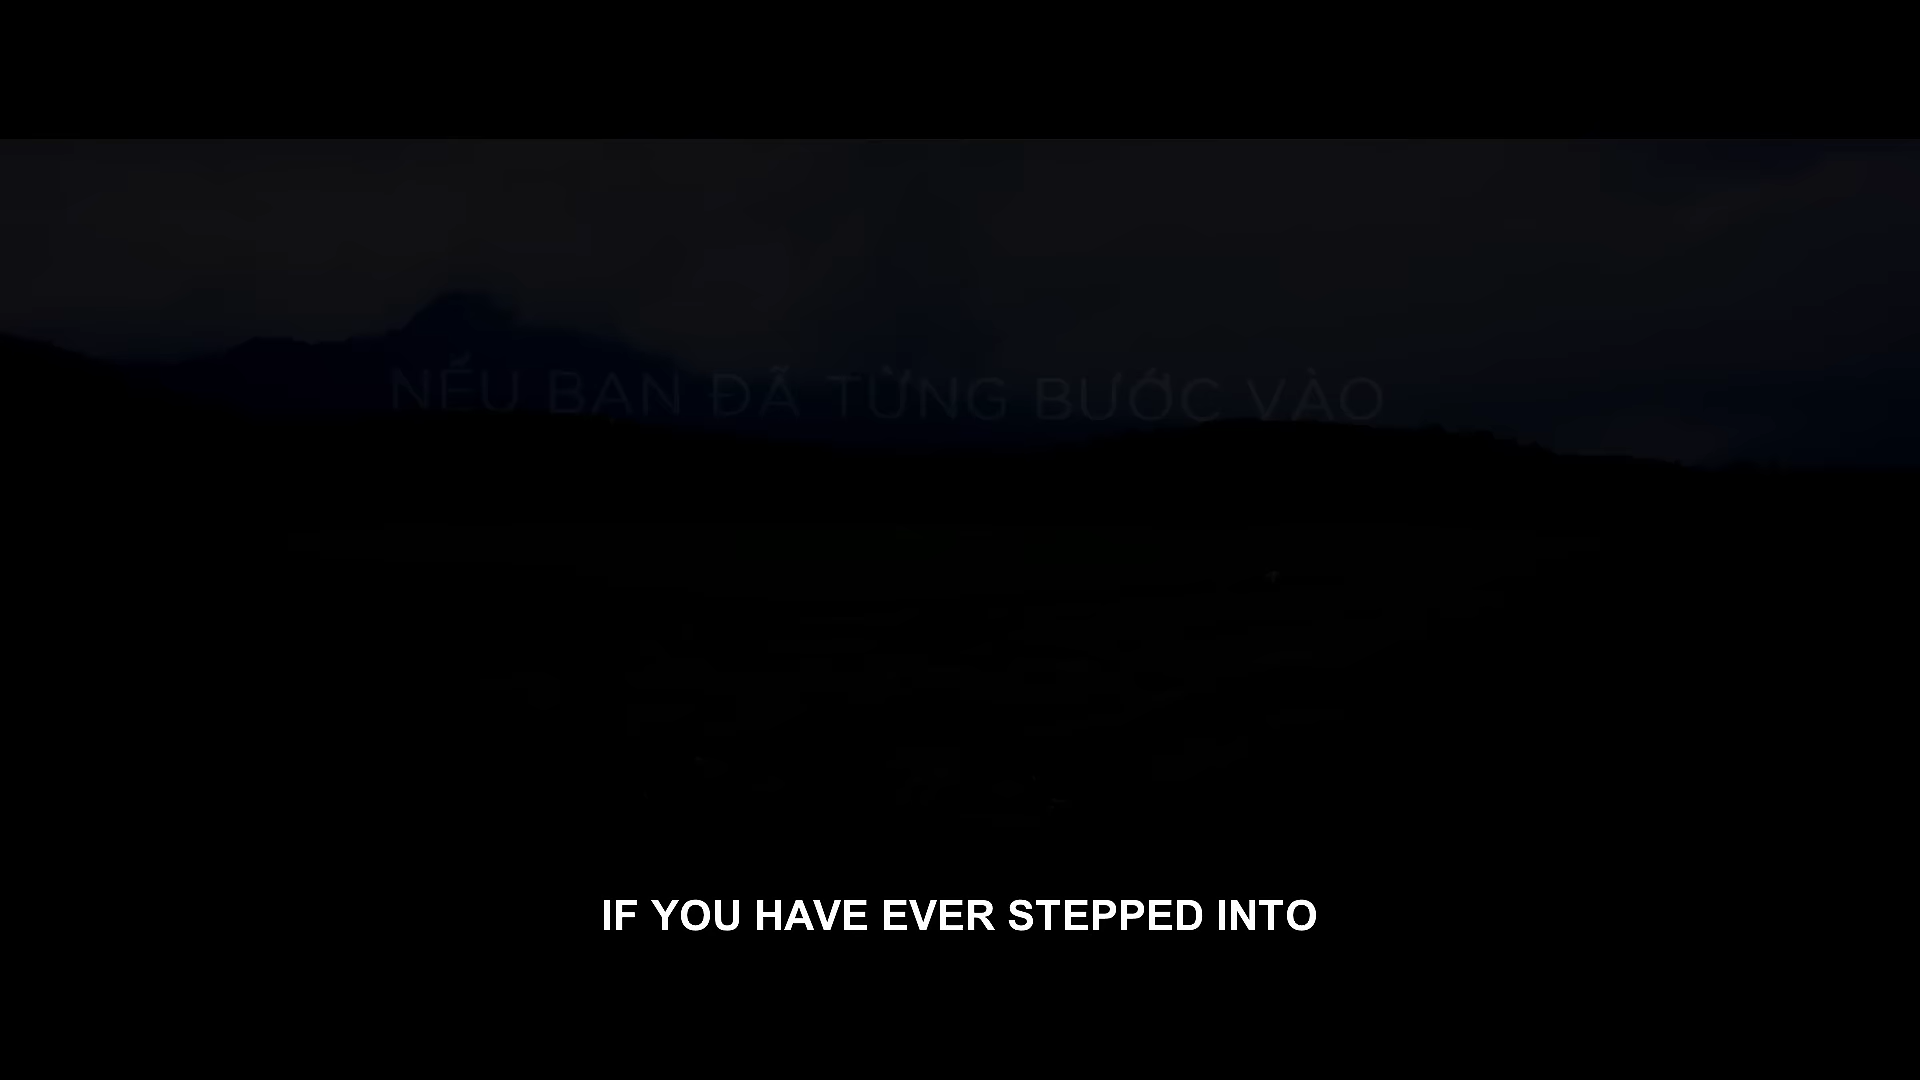 NẾU BẠN ĐÃ TỪNG BƯỚC VÀO
IF YOU HAVE EVER STEPPED INTO